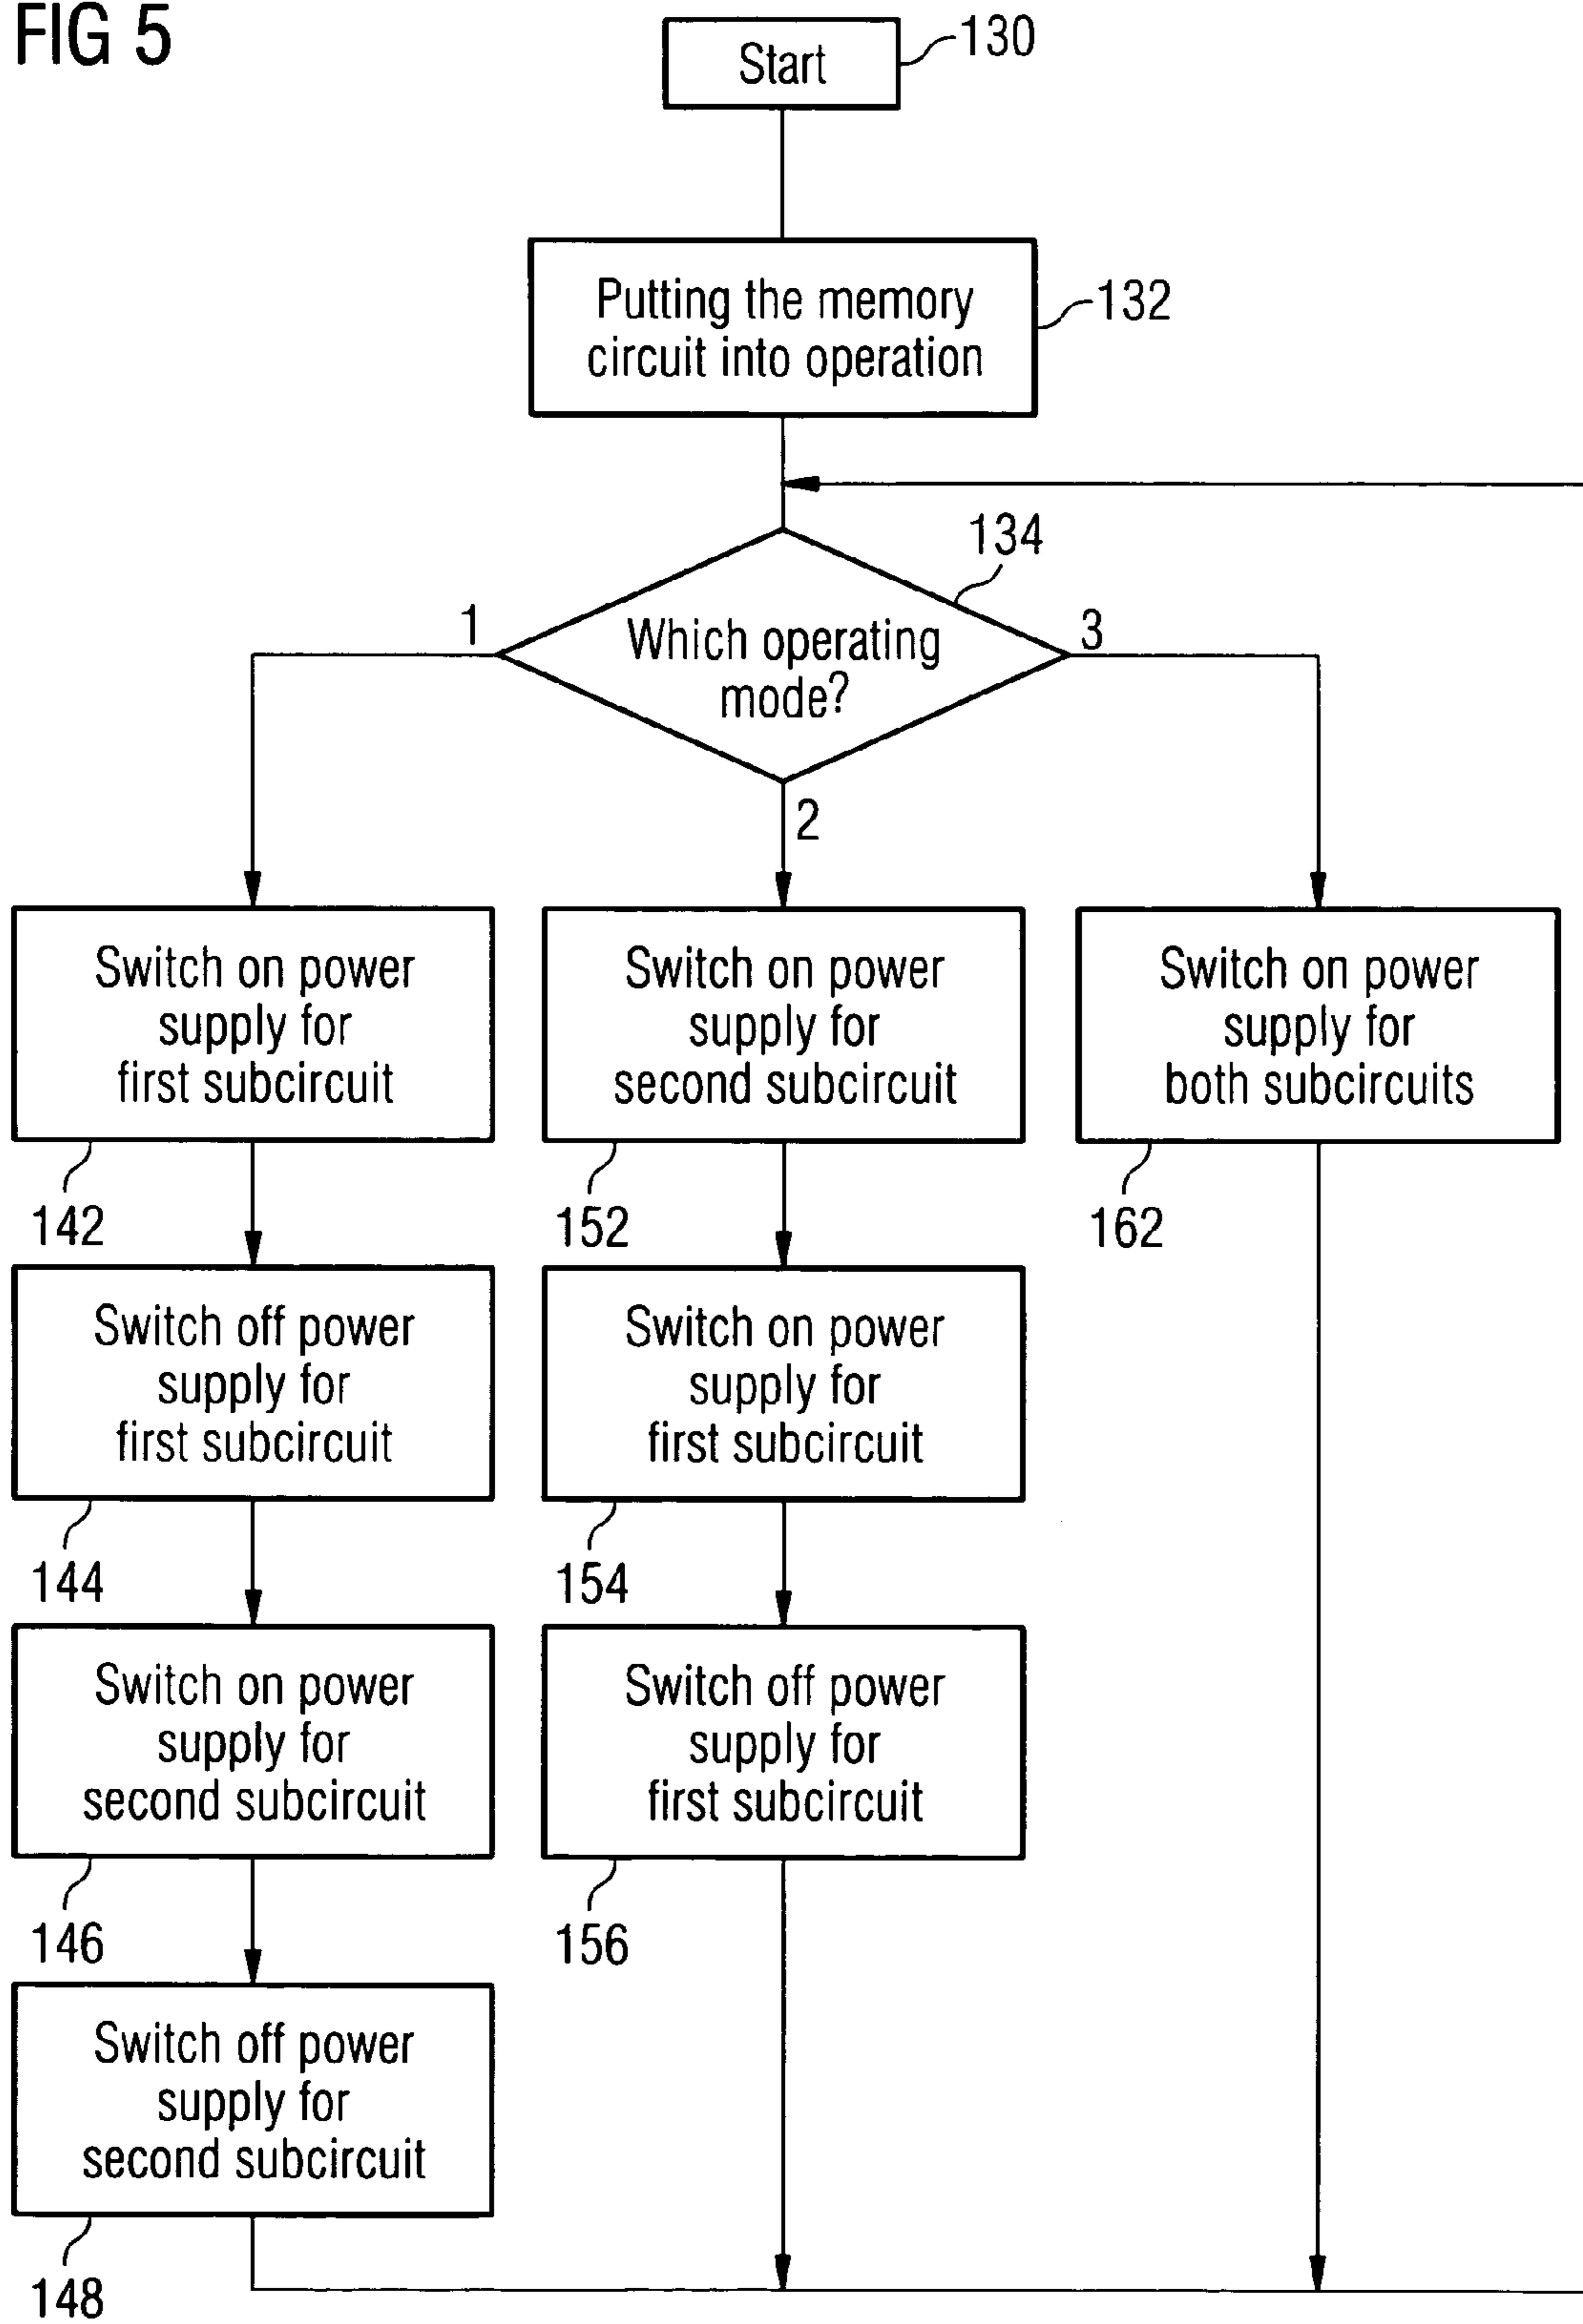 FIG 5
Start
130
Putting the memory
circuit into operation
132
134
Which operating
mode?
1
2
3
Switch on power
supply for
first subcircuit
142
Switch off power
supply for
first subcircuit
144
Switch on power
supply for
second subcircuit
146
Switch off power
supply for
second subcircuit
148
Switch on power
supply for
second subcircuit
152
Switch on power
supply for
first subcircuit
154
Switch off power
supply for
first subcircuit
156
Switch on power
supply for
both subcircuits
162